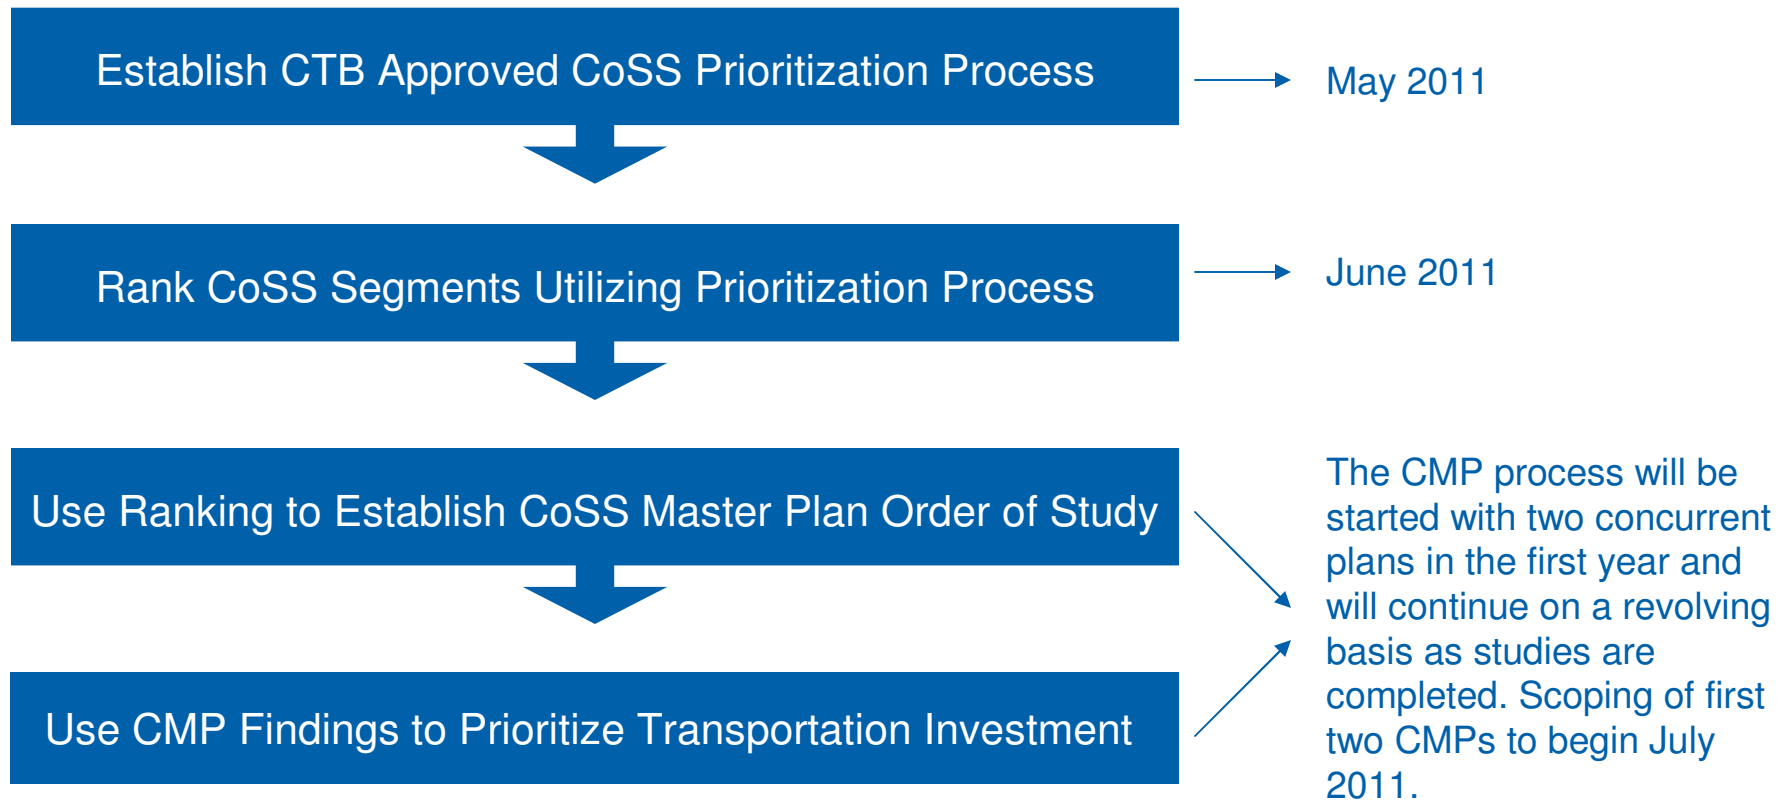 Establish CTB Approved CoSS Prioritization Process
May 2011
Rank CoSS Segments Utilizing Prioritization Process
June 2011
Use Ranking to Establish CoSS Master Plan Order of Study
Use CMP Findings to Prioritize Transportation Investment
The CMP process will be
started with two concurrent
plans in the first year and
will continue on a revolving
basis as studies are
completed. Scoping of first
two CMPs to begin July
2011.